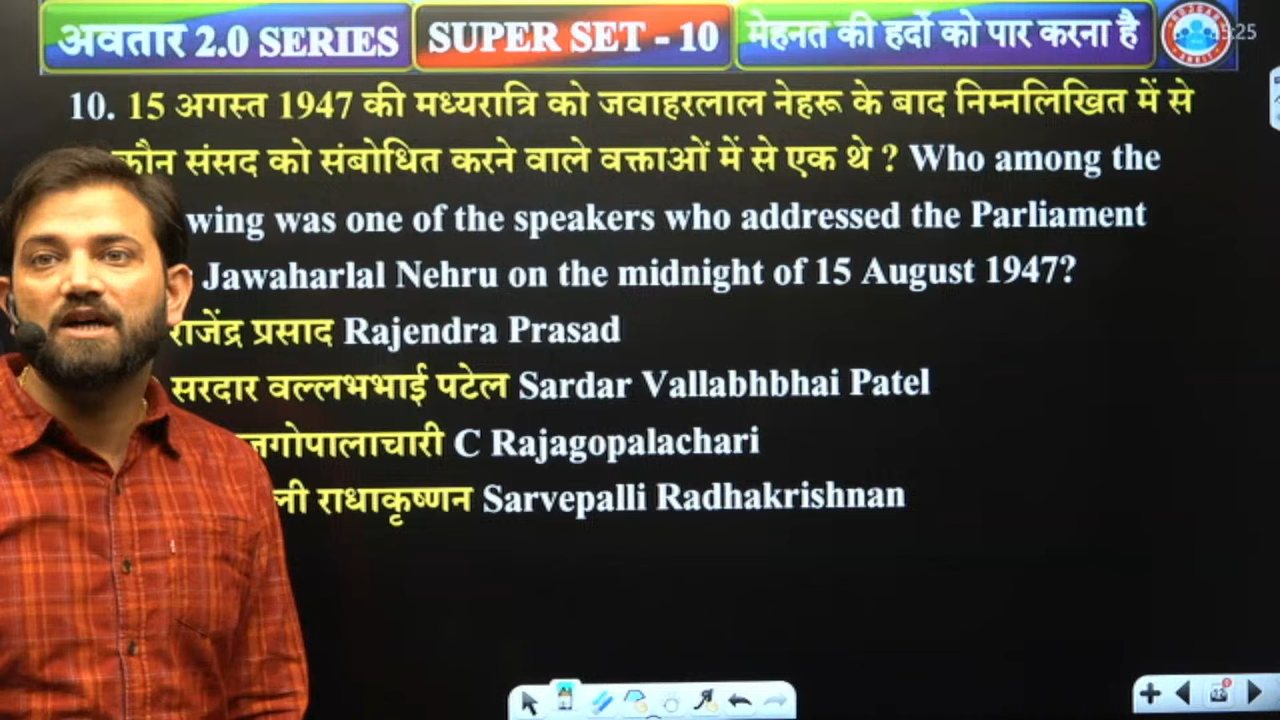 अवतार 2.0 SERIES
SUPER SET - 10
मेहनत की हदों को पार करना है
5:25
10. 15 अगस्त 1947 की मध्यरात्रि को जवाहरलाल नेहरू के बाद निम्नलिखित में से
कौन संसद को संबोधित करने वाले वक्ताओं में से एक थे ? Who among the
wing was one of the speakers who addressed the Parliament
Jawaharlal Nehru on the midnight of 15 August 1947?
राजेंद्र प्रसाद Rajendra Prasad
सरदार वल्लभभाई पटेल Sardar Vallabhbhai Patel
जगोपालाचारी C Rajagopalachari
ली राधाकृष्णन Sarvepalli Radhakrishnan